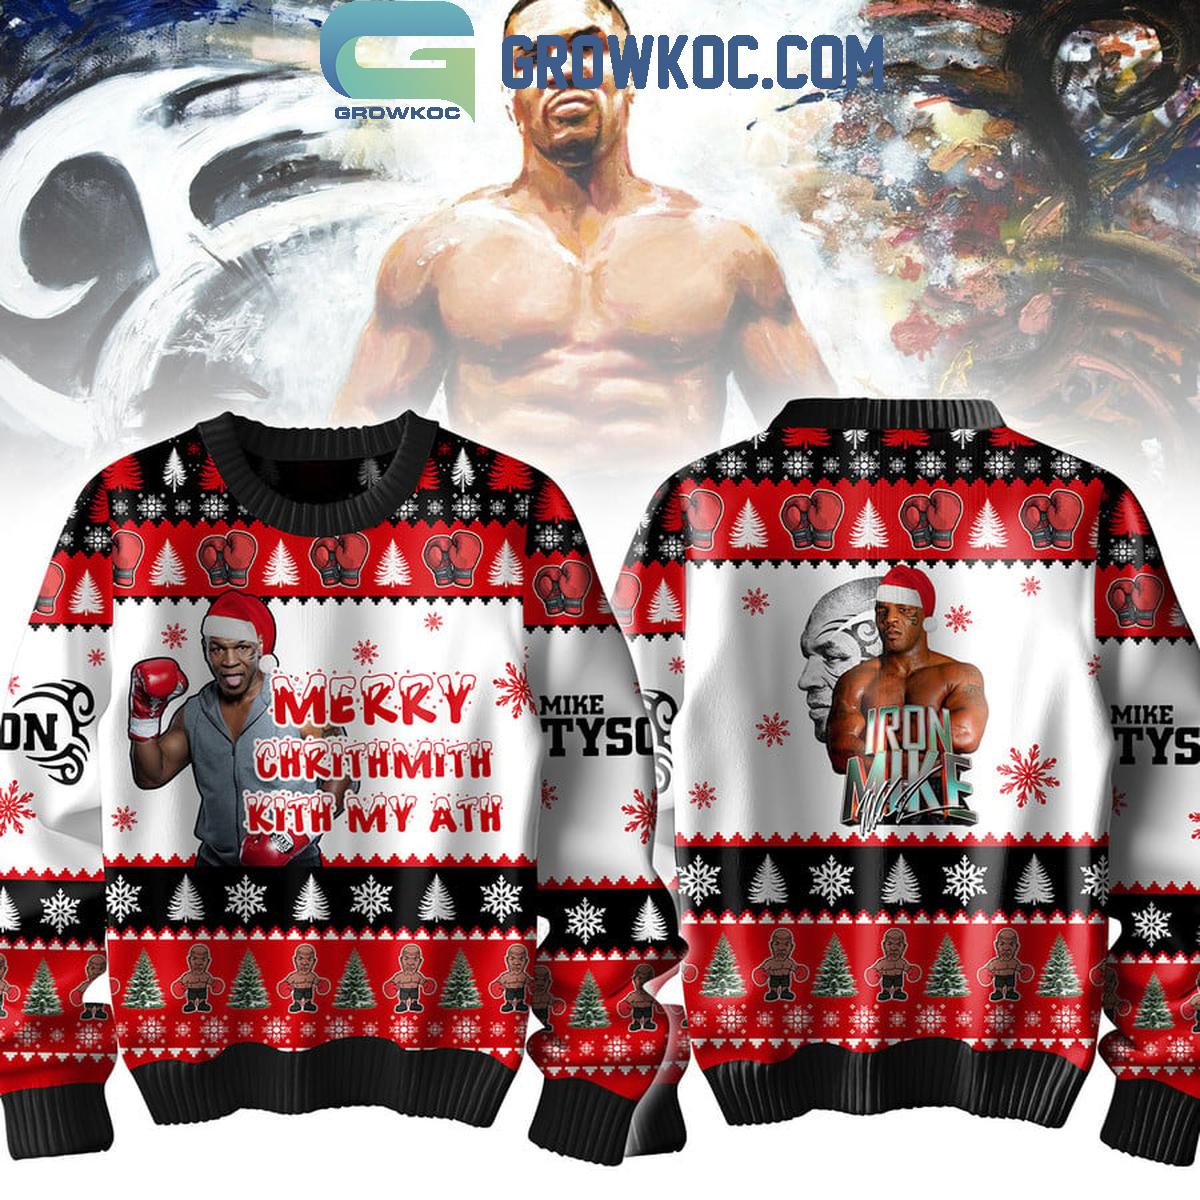 GROWKOC
GROWKOC.COM
MERRY
CHRITHMITH
KITH MY ATH
ON
MIKE
TYSO
IRON
MIKE
MIKE
TYS